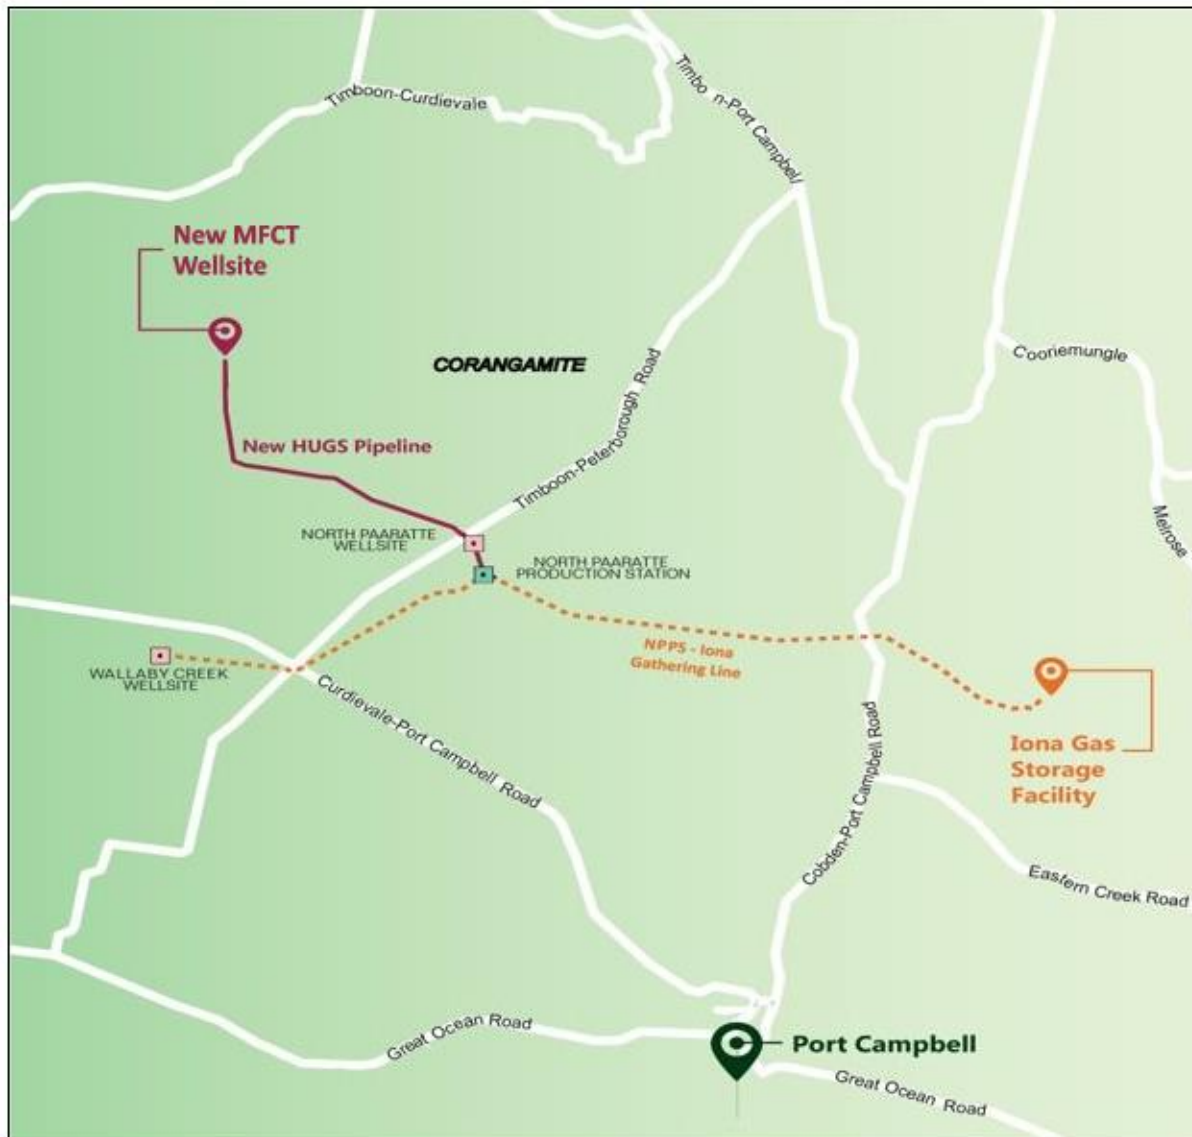 Timboon-Curdievale
Timbo n-Port Campbel/
New MFCT
Wellsite
CORANGAMITE
Cooriemungle
New HUGS Pipeline
Timboon-Peterborough Road
NORTH PAARATTE
WELLSITE
NORTH PAARATTE
PRODUCTION STATION
Melrose
NPPS - Iona
Gathering Line
WALLABY CREEK
WELLSITE
Curdievale-Port Campbell Road
Cobden-Port Campbell Road
Iona Gas
Storage
Facility
Eastern Creek Road
Great Ocean Road
Port Campbell
Great Ocean Road